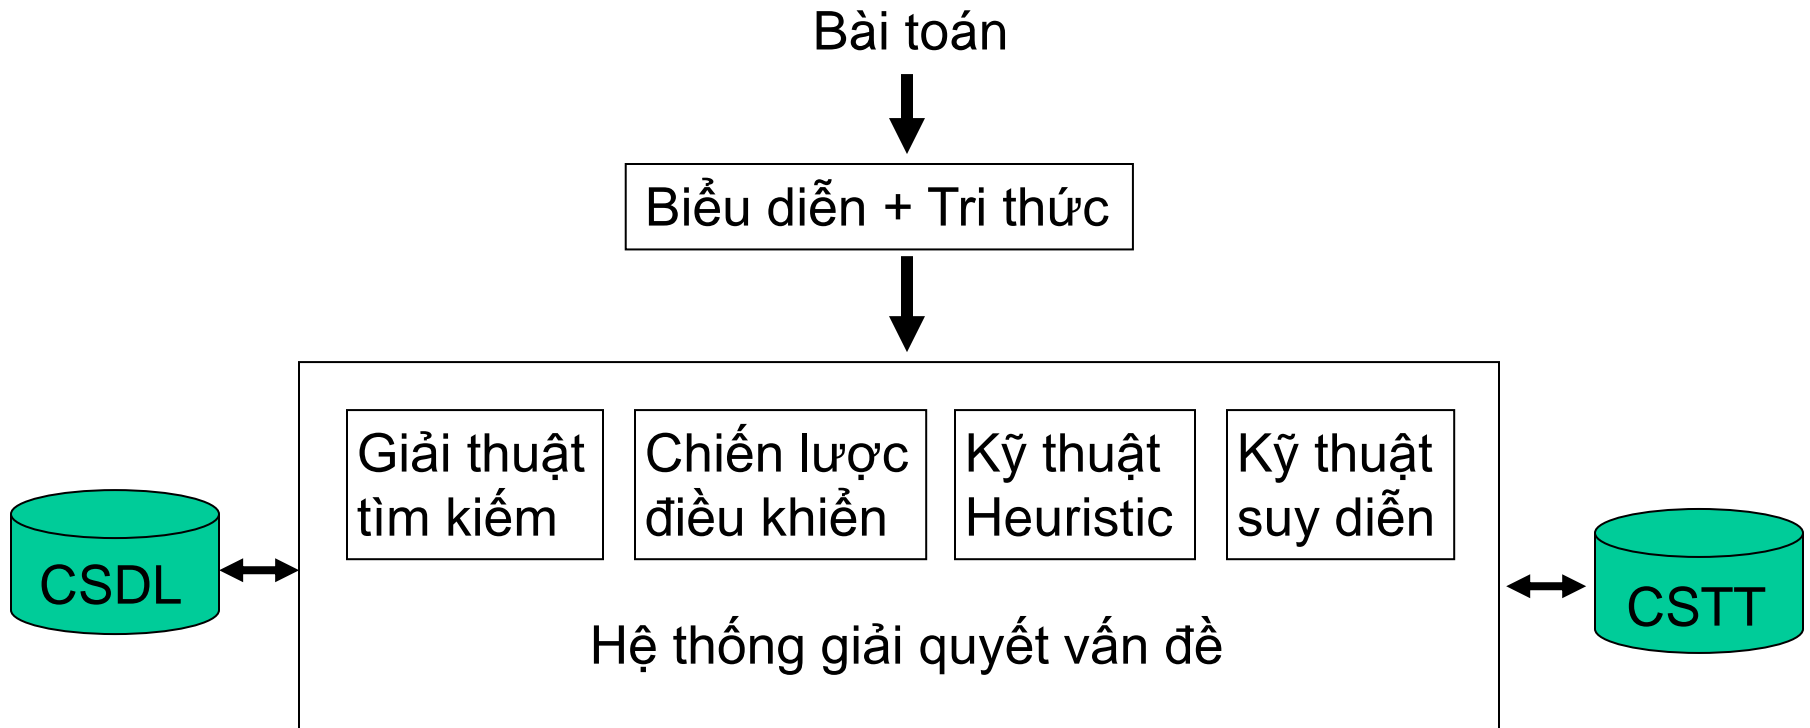 Bài toán
Biểu diễn + Tri thức
Giải thuật
tìm kiếm
Chiến lược
điều khiển
Kỹ thuật
Heuristic
Kỹ thuật
suy diễn
CSDL
CSTT
Hệ thống giải quyết vấn đề